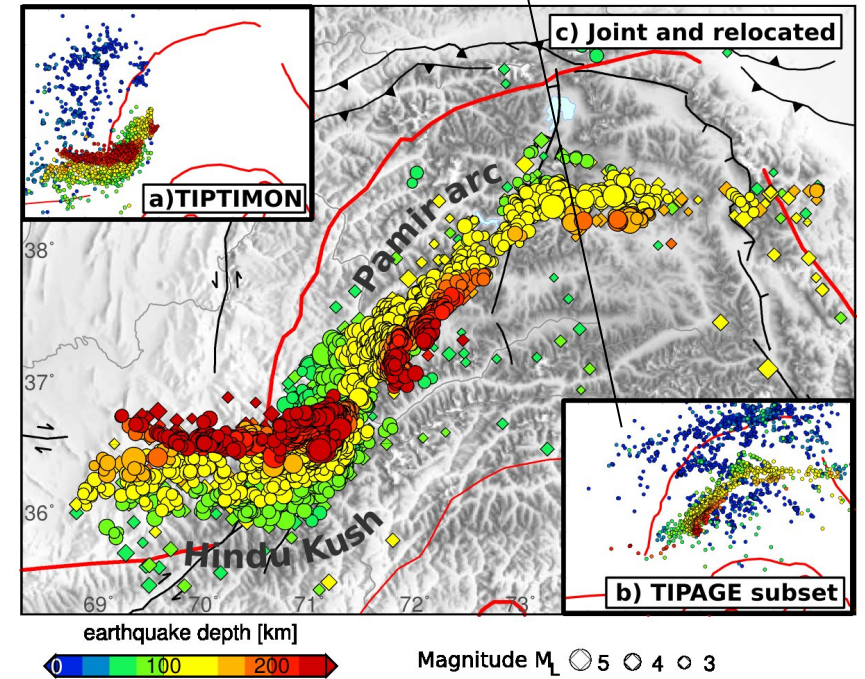 c) Joint and relocated
a)TIPTIMON
Pamir arc
38°
37°
36°
Hindu Kush
b) TIPAGE subset
69° 70° 71° 72° 73°
earthquake depth [km]
0 100 200
Magnitude ML 5 4 3